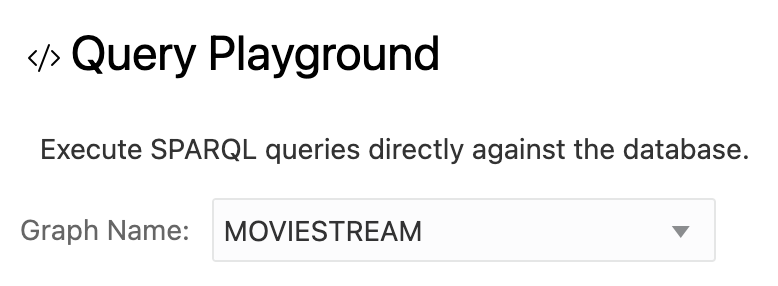 </> Query Playground
Execute SPARQL queries directly against the database.
Graph Name: MOVIESTREAM